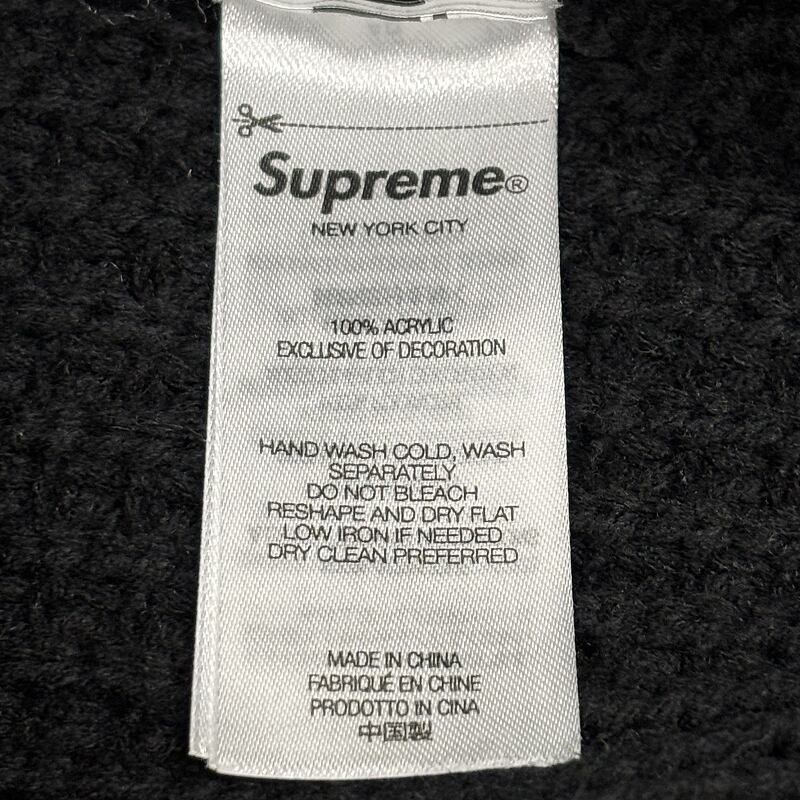 Supreme®
NEW YORK CITY
100% ACRYLIC
EXCLUSIVE OF DECORATION
HAND WASH COLD, WASH
SEPARATELY
DO NOT BLEACH
RESHAPE AND DRY FLAT
LOW IRON IF NEEDED
DRY CLEAN PREFERRED
MADE IN CHINA
FABRIQUÉ EN CHINE
PRODOTTO IN CINA
中国製